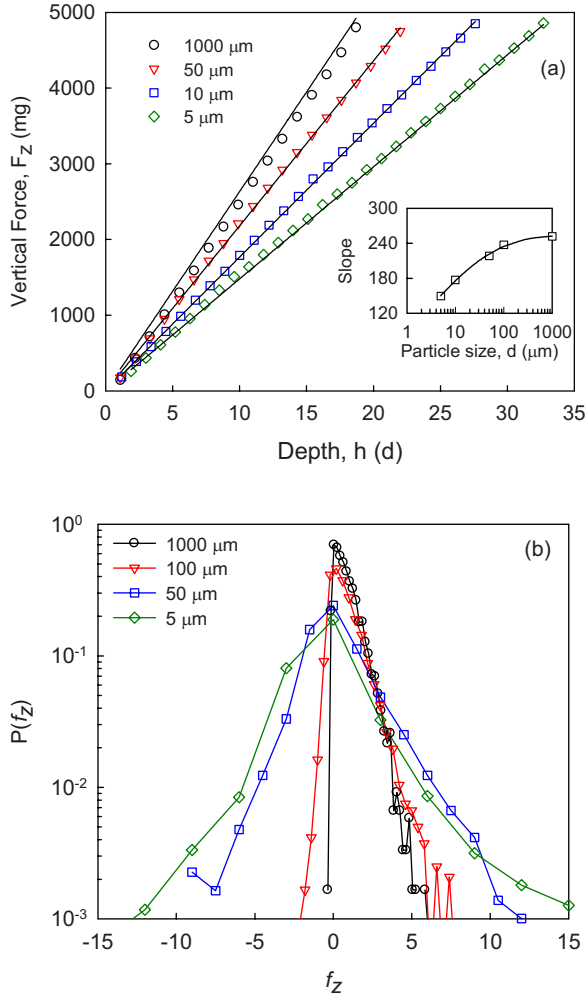 5000
4000
3000
2000
1000
0
Vertical Force, F_Z (mg)
1000 μm
50 μm
10 μm
5 μm
(a)
300
240
180
120
Slope
1 10 100 1000
Particle size, d (μm)
0 5 10 15 20 25 30 35
Depth, h (d)
10^0
10^-1
10^-2
10^-3
P(f_Z)
1000 μm
100 μm
50 μm
5 μm
(b)
-15 -10 -5 0 5 10 15
f_Z